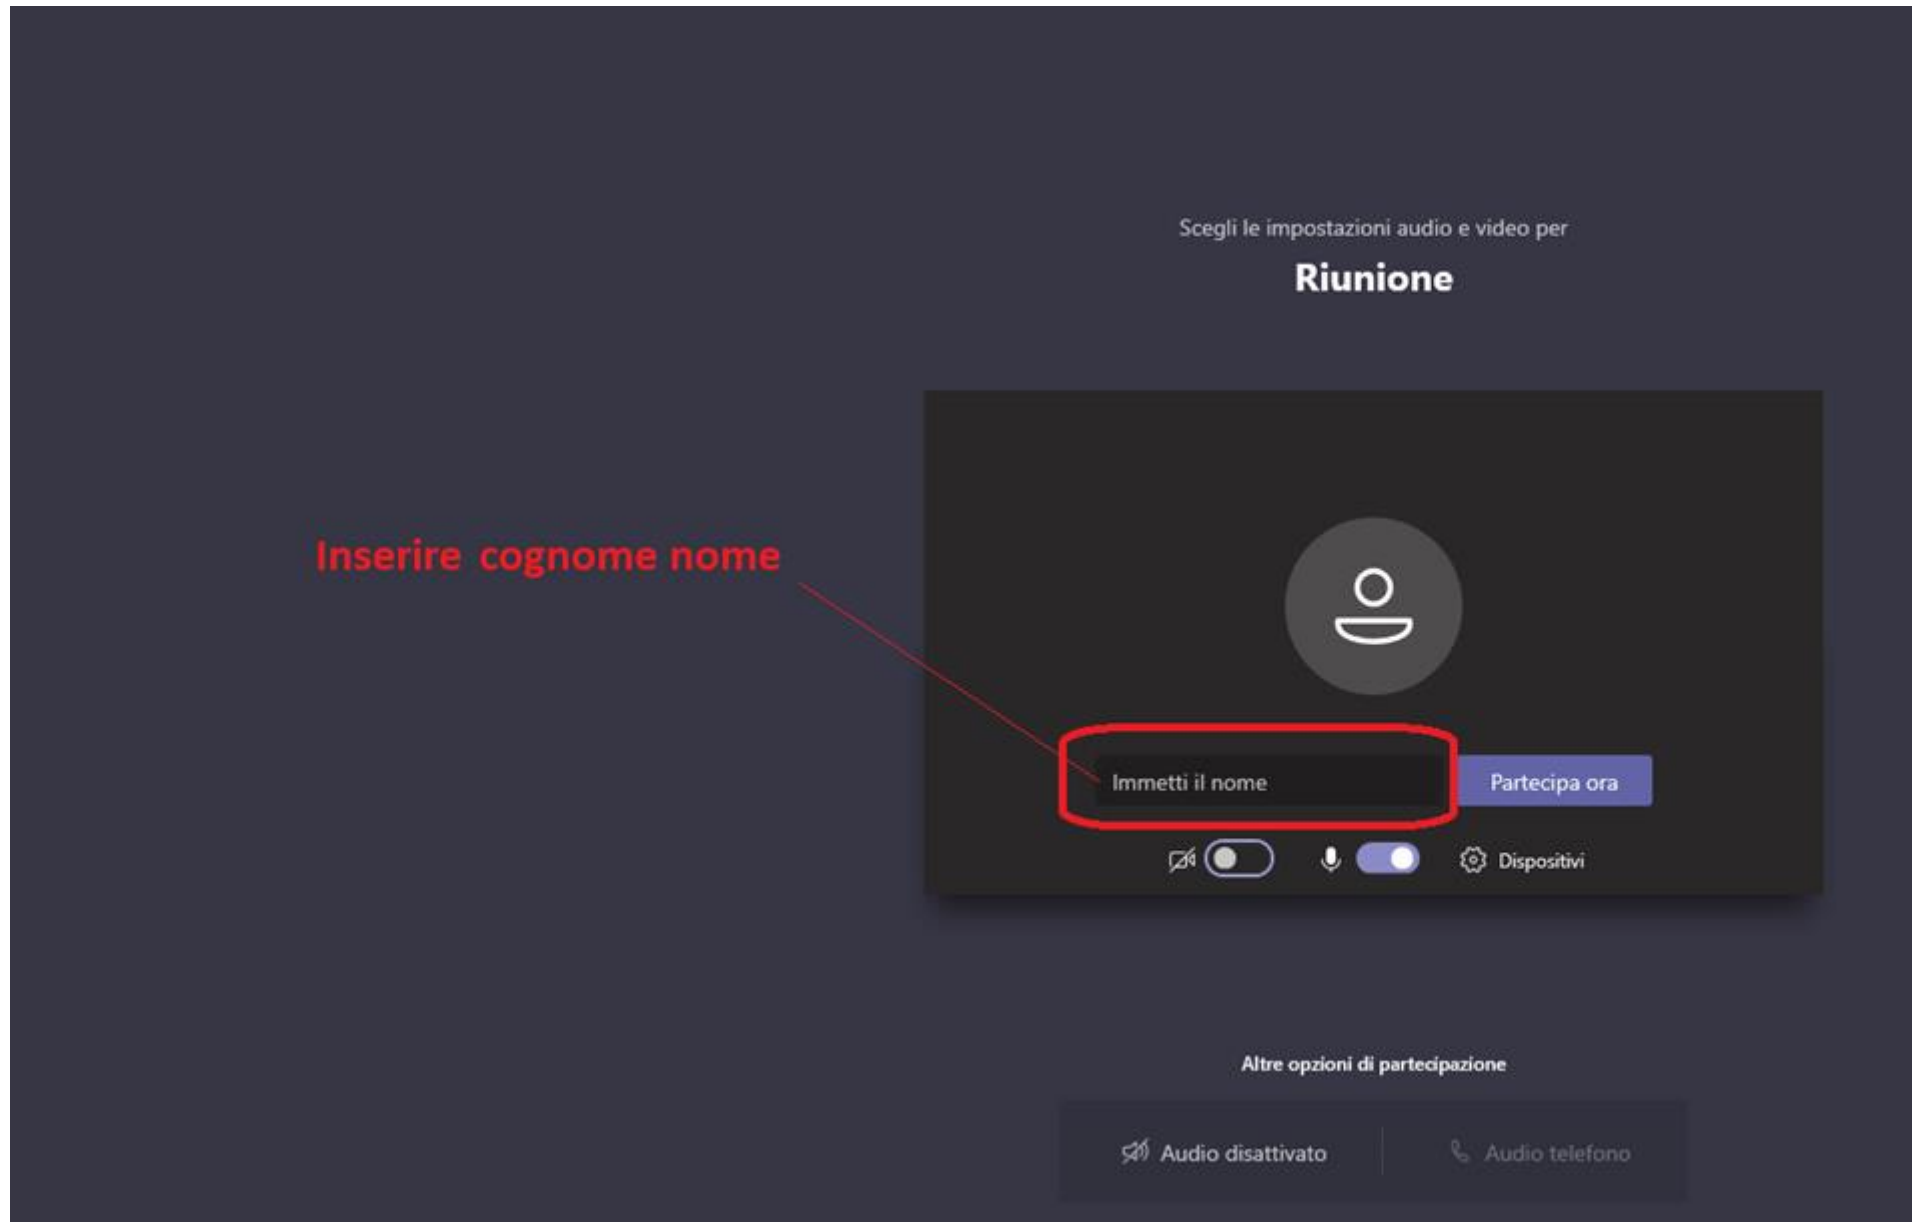 Scegli le impostazioni audio e video per
Riunione
Inserire cognome nome
Immetti il nome
Partecipa ora
Dispositivi
Altre opzioni di partecipazione
Audio disattivato
Audio telefono